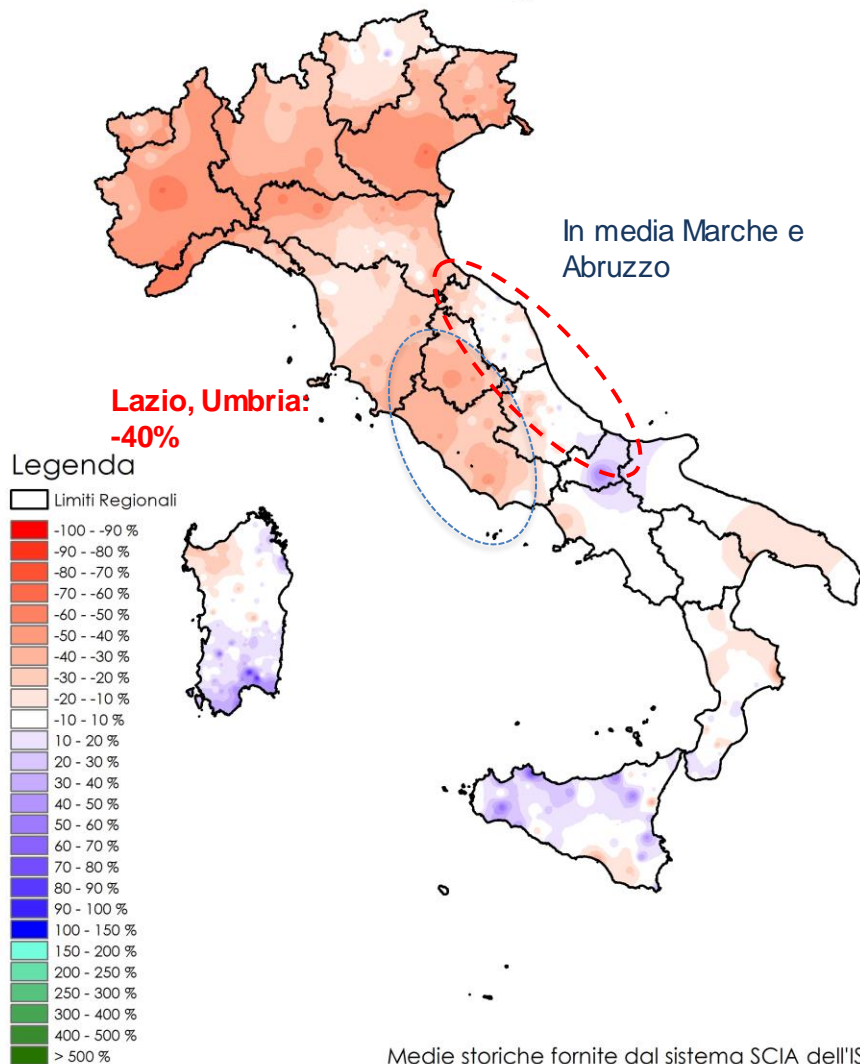 In media Marche e
Abruzzo
Lazio, Umbria:
-40%
Legenda
Limiti Regionali
-100 - -90 %
-90 - -80 %
-80 - -70 %
-70 - -60 %
-60 - -50 %
-50 - -40 %
-40 - -30 %
-30 - -20 %
-20 - -10 %
-10 - 10 %
10 - 20 %
20 - 30 %
30 - 40 %
40 - 50 %
50 - 60 %
60 - 70 %
70 - 80 %
80 - 90 %
90 - 100 %
100 - 150 %
150 - 200 %
200 - 250 %
250 - 300 %
300 - 400 %
400 - 500 %
> 500 %
Medie storiche fornite dal sistema SCIA dell'IS